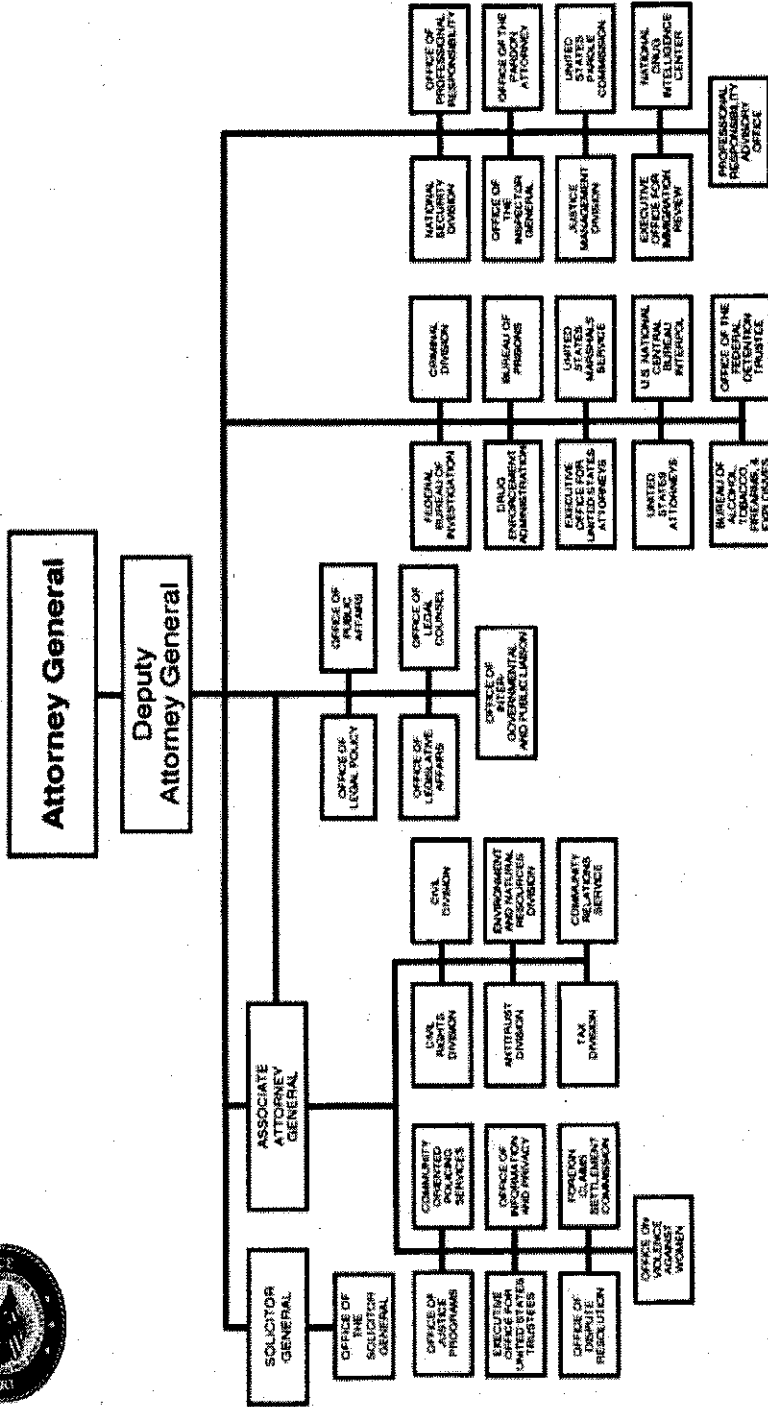 Attorney General
Deputy
Attorney General
SOLICITOR
GENERAL
OFFICE OF
THE
SOLICITOR
GENERAL
ASSOCIATE
ATTORNEY
GENERAL
OFFICE OF
JUSTICE
PROGRAMS
COMMUNITY
ORIENTED
POLICING
SERVICES
EXECUTIVE
OFFICE FOR
UNITED STATES
TRUSTEES
OFFICE OF
INFORMATION
AND PRIVACY
OFFICE OF
DISPUTE
RESOLUTION
FOREIGN
CLAIMS
SETTLEMENT
COMMISSION
OFFICE ON
VIOLENCE
AGAINST
WOMEN
CIVIL
RIGHTS
DIVISION
CIVIL
DIVISION
ANTITRUST
DIVISION
ENVIRONMENT
AND NATURAL
RESOURCES
DIVISION
TAX
DIVISION
COMMUNITY
RELATIONS
SERVICE
OFFICE OF
LEGAL POLICY
OFFICE OF
PUBLIC
AFFAIRS
OFFICE OF
LEGISLATIVE
AFFAIRS
OFFICE OF
LEGAL
COUNSEL
OFFICE OF
INTER-
GOVERNMENTAL
AND PUBLIC LIAISON
FEDERAL
BUREAU OF
INVESTIGATION
CRIMINAL
DIVISION
DRUG
ENFORCEMENT
ADMINISTRATION
BUREAU OF
PRISONS
EXECUTIVE
OFFICE FOR
UNITED STATES
ATTORNEYS
UNITED
STATES
MARSHALS
SERVICE
UNITED
STATES
ATTORNEYS
U.S. NATIONAL
CENTRAL
BUREAU
INTERPOL
BUREAU OF
ALCOHOL,
TOBACCO,
FIREARMS &
EXPLOSIVES
OFFICE OF THE
FEDERAL
DETENTION
TRUSTEE
NATIONAL
SECURITY
DIVISION
OFFICE OF
PROFESSIONAL
RESPONSIBILITY
OFFICE OF
THE
INSPECTOR
GENERAL
OFFICE OF THE
PARDON
ATTORNEY
JUSTICE
MANAGEMENT
DIVISION
UNITED
STATES
PAROLE
COMMISSION
EXECUTIVE
OFFICE FOR
IMMIGRATION
REVIEW
NATIONAL
DRUG
INTELLIGENCE
CENTER
PROFESSIONAL
RESPONSIBILITY
ADVISORY
OFFICE